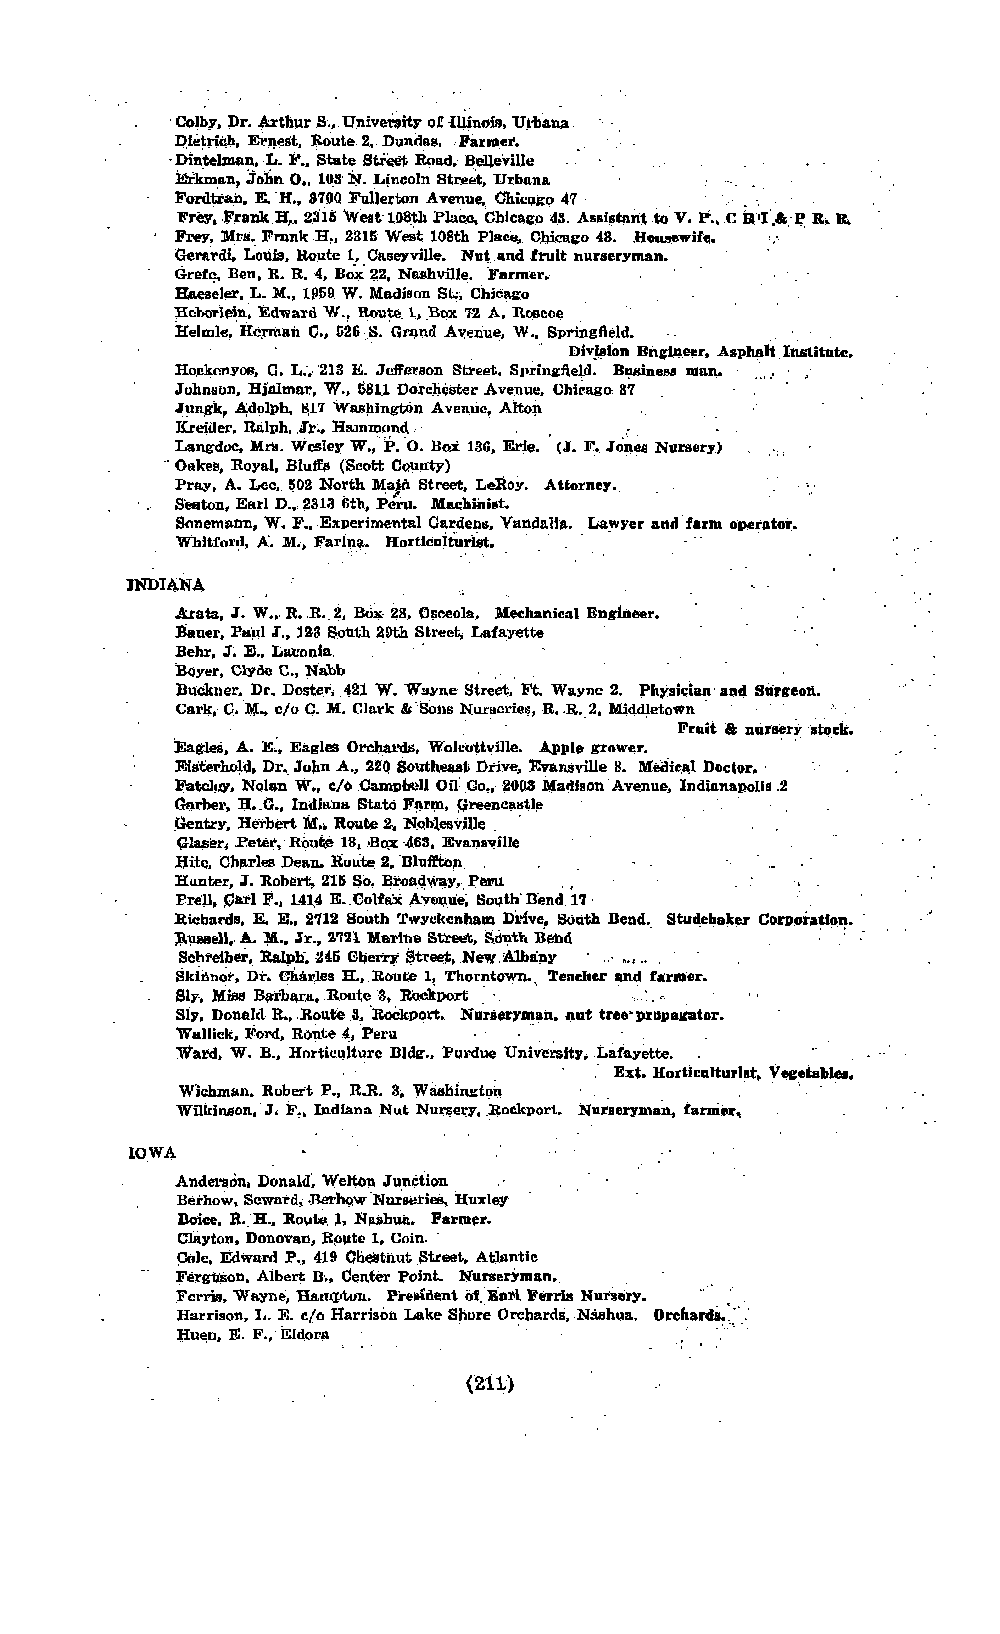 Colby, Dr. Arthur S., University of Illinois, Urbana
Dietrich, Ernest, Route 2, Dundas. Farmer.
Dintelman, L. F., State Street Road, Belleville
Erkman, John O., 103 N. Lincoln Street, Urbana
Fordtran, E. H., 3700 Fullerton Avenue, Chicago 47
Frey, Frank H., 2315 West 108th Place, Chicago 43. Assistant to V. P., C R I & P R. R.
Frey, Mrs. Frank H., 2315 West 108th Place, Chicago 43. Housewife.
Gerardi, Louis, Route 1, Caseyville. Nut and fruit nurseryman.
Grefe, Ben, R. R. 4, Box 22, Nashville. Farmer.
Haeseler, L. M., 1959 W. Madison St., Chicago
Heborlein, Edward W., Route 1, Box 72 A, Roscoe
Helmle, Herman C., 526 S. Grand Avenue, W., Springfield.
Division Engineer, Asphalt Institute.
Honkenyos, G. L., 213 E. Jefferson Street, Springfield. Business man.
Johnson, Hjalmar, W., 5811 Dorchester Avenue, Chicago 37
Jungk, Adolph, 817 Washington Avenue, Alton
Kreider, Ralph, Jr., Hammond
Langdoc, Mrs. Wesley W., P. O. Box 136, Erie. (J. F. Jones Nursery)
Oakes, Royal, Bluffs (Scott County)
Pray, A. Lee, 502 North Main Street, LeRoy. Attorney.
Seaton, Earl D., 2313 6th, Peru. Machinist.
Sonemann, W. F., Experimental Gardens, Vandalia. Lawyer and farm operator.
Whitford, A. M., Farina. Horticulturist.
INDIANA
Arata, J. W., R. R. 2, Box 28, Osceola, Mechanical Engineer.
Bauer, Paul J., 123 South 29th Street, Lafayette
Behr, J. E., Laconia
Boyer, Clyde C., Nabb
Buckner, Dr. Doster, 421 W. Wayne Street, Ft. Wayne 2. Physician and Surgeon.
Cark, C. M., c/o C. M. Clark & Sons Nurseries, R. R. 2, Middletown
Fruit & nursery stock.
Eagles, A. E., Eagles Orchards, Wolcottville. Apple grower.
Eisterhold, Dr. John A., 220 Southeast Drive, Evansville 8. Medical Doctor.
Fateley, Nolan W., c/o Campbell Oil Co., 2003 Madison Avenue, Indianapolis 2
Garber, H. G., Indiana State Farm, Greencastle
Gentry, Herbert M., Route 2, Noblesville
Glaser, Peter, Route 18, Box 463, Evansville
Hite, Charles Dean, Route 2, Bluffton
Hunter, J. Robert, 215 So. Broadway, Peru
Prell, Carl F., 1414 E. Colfax Avenue, South Bend 17
Richards, E. E., 2712 South Twyckenham Drive, South Bend. Studebaker Corporation.
Russell, A. M., Jr., 2721 Marine Street, South Bend
Schreiber, Ralph, 245 Cherry Street, New Albany
Skinner, Dr. Charles H., Route 1, Thorntown. Teacher and farmer.
Sly, Miss Barbara, Route 3, Rockport
Sly, Donald R., Route 3, Rockport. Nurseryman, nut tree propagator.
Wallick, Ford, Route 4, Peru
Ward, W. B., Horticulture Bldg., Purdue University, Lafayette.
Ext. Horticulturist, Vegetables.
Wichman, Robert P., R.R. 3, Washington
Wilkinson, J. F., Indiana Nut Nursery, Rockport. Nurseryman, farmer.
IOWA
Anderson, Donald, Welton Junction
Berhow, Seward, Berhow Nurseries, Huxley
Boice, R. H., Route 1, Nashua. Farmer.
Clayton, Donovan, Route 1, Coin.
Cole, Edward P., 419 Chestnut Street, Atlantic
Ferguson, Albert B., Center Point. Nurseryman.
Ferris, Wayne, Hampton. President of Earl Ferris Nursery.
Harrison, L. E. c/o Harrison Lake Shore Orchards, Nashua. Orchards.
Huen, E. F., Eldora
(211)